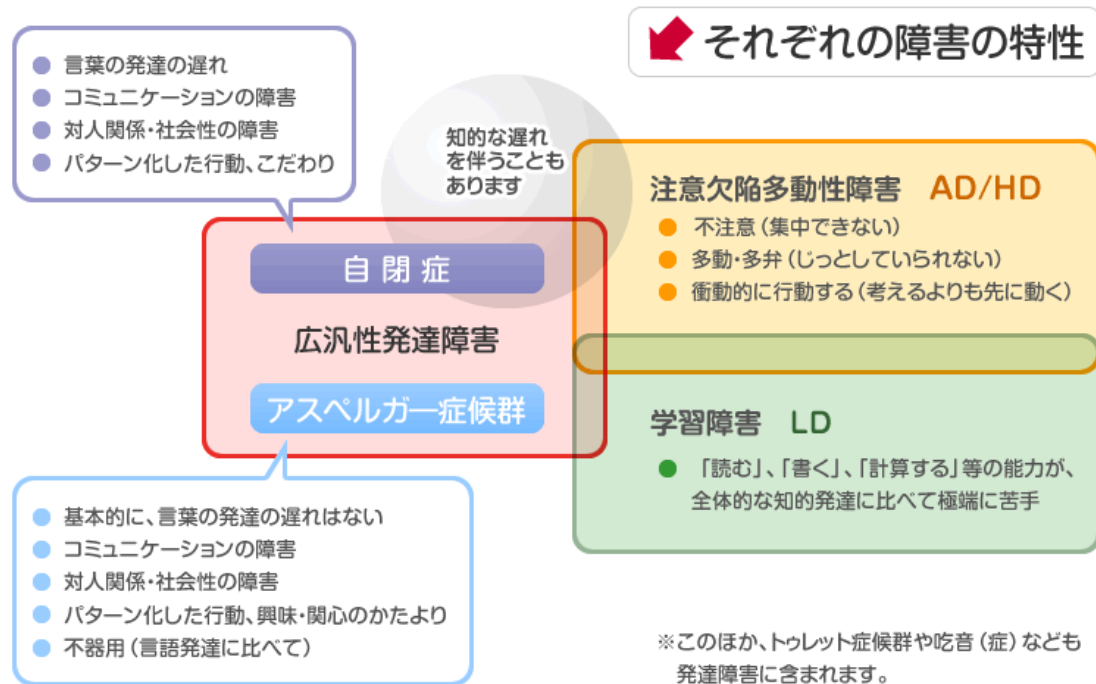 それぞれの障害の特性
● 言葉の発達の遅れ
● コミュニケーションの障害
● 対人関係・社会性の障害
● パターン化した行動、こだわり
知的な遅れ
を伴うことも
あります
自閉症
広汎性発達障害
アスペルガー症候群
注意欠陥多動性障害 AD/HD
● 不注意（集中できない）
● 多動・多弁（じっとしていられない）
● 衝動的に行動する（考えるよりも先に動く）
学習障害 LD
● 「読む」、「書く」、「計算する」等の能力が、
全体的な知的発達に比べて極端に苦手
● 基本的に、言葉の発達の遅れはない
● コミュニケーションの障害
● 対人関係・社会性の障害
● パターン化した行動、興味・関心のかたより
● 不器用（言語発達に比べて）
※このほか、トゥレット症候群や吃音（症）なども
発達障害に含まれます。